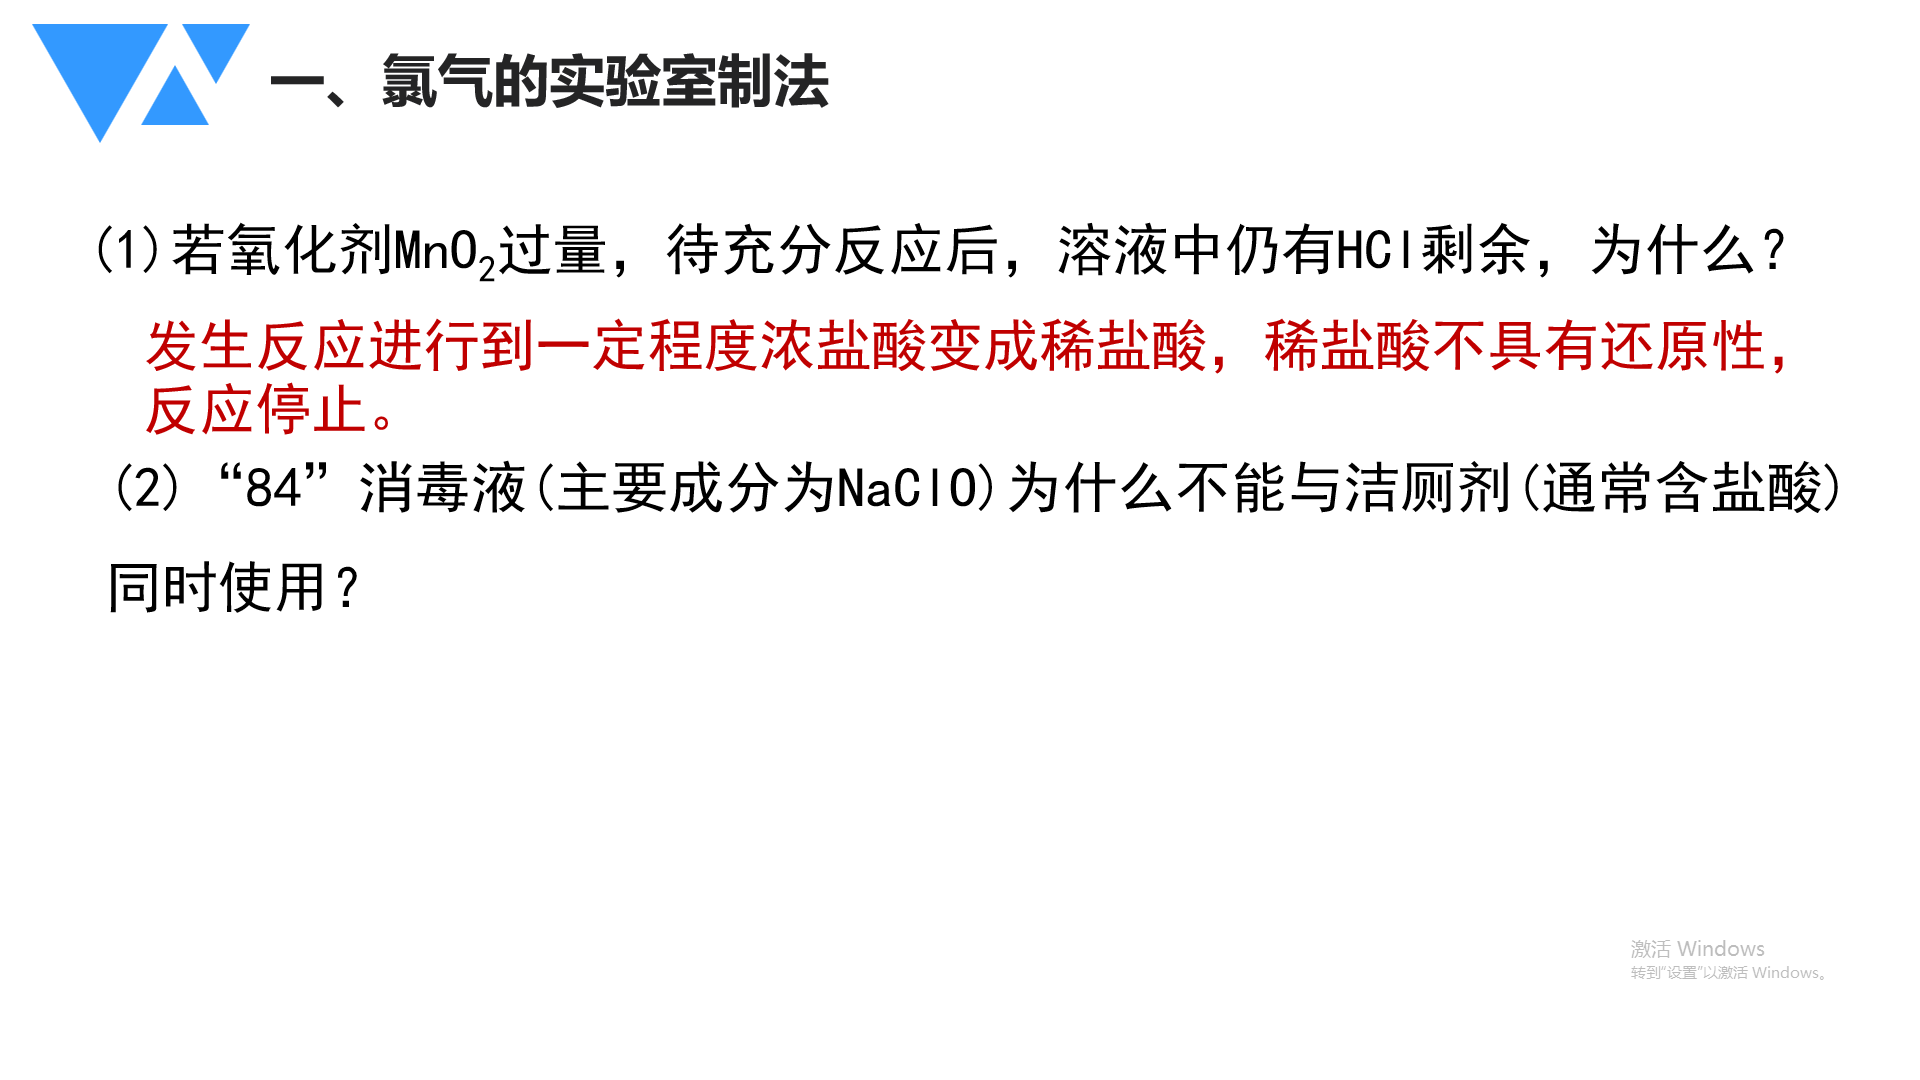 一、氯气的实验室制法
(1)若氧化剂MnO₂过量，待充分反应后，溶液中仍有HCl剩余，为什么？
发生反应进行到一定程度浓盐酸变成稀盐酸，稀盐酸不具有还原性，
反应停止。
(2)“84”消毒液(主要成分为NaClO)为什么不能与洁厕剂(通常含盐酸)
同时使用？
激活 Windows
转到“设置”以激活 Windows。